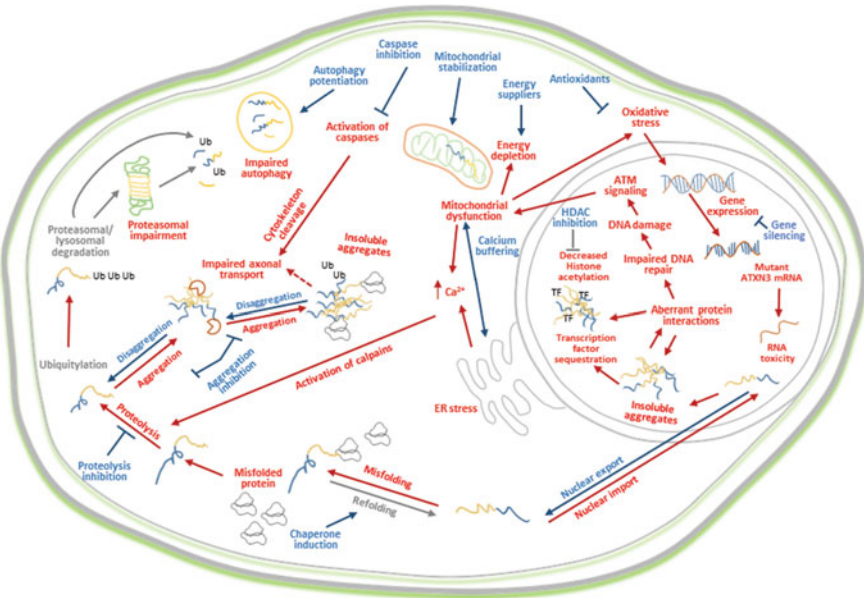 Caspase
inhibition
Mitochondrial
stabilization
Autophagy
potentiation
Energy
suppliers
Antioxidants
Oxidative
stress
Ub
Activation of
caspases
Impaired
autophagy
Energy
depletion
ATM
signaling
Gene
expression
Proteasomal/
lysosomal
degradation
Proteasomal
impairment
Cytoskeleton
cleavage
Mitochondrial
dysfunction
HDAC
inhibition
DNA damage
Gene
silencing
Insoluble
aggregates
Calcium
buffering
Decreased
Histone
acetylation
Impaired DNA
repair
Mutant
ATXN3 mRNA
Ub Ub Ub
Impaired axonal
transport
Ub
Ub
Disaggregation
Aggregation
Ca²⁺
TF
TF
TF
Aberrant protein
interactions
Transcription
factor
sequestration
RNA
toxicity
Ubiquitylation
Disaggregation
Aggregation
Aggregation
inhibition
Activation of calpains
ER stress
Insoluble
aggregates
Proteolysis
Proteolysis
inhibition
Misfolded
protein
Misfolding
Refolding
Chaperone
induction
Nuclear export
Nuclear import